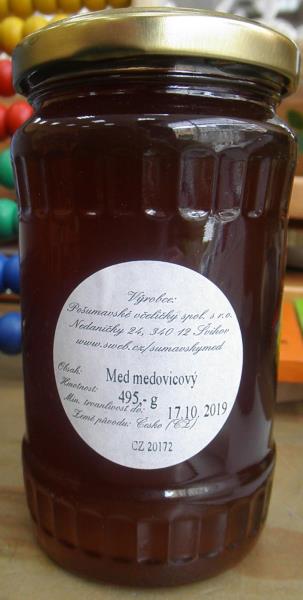 Výrobce:
Pošumavské včeličky spol. s r.o.
Nedaničky 24, 340 12 Švihov
www.sweb.cz/sumavskymed
Obsah: Med medovicový
Hmotnost: 495,- g
Min. trvanlivost do: 17.10.2019
Země původu: Česko (CZ)
CZ 20172